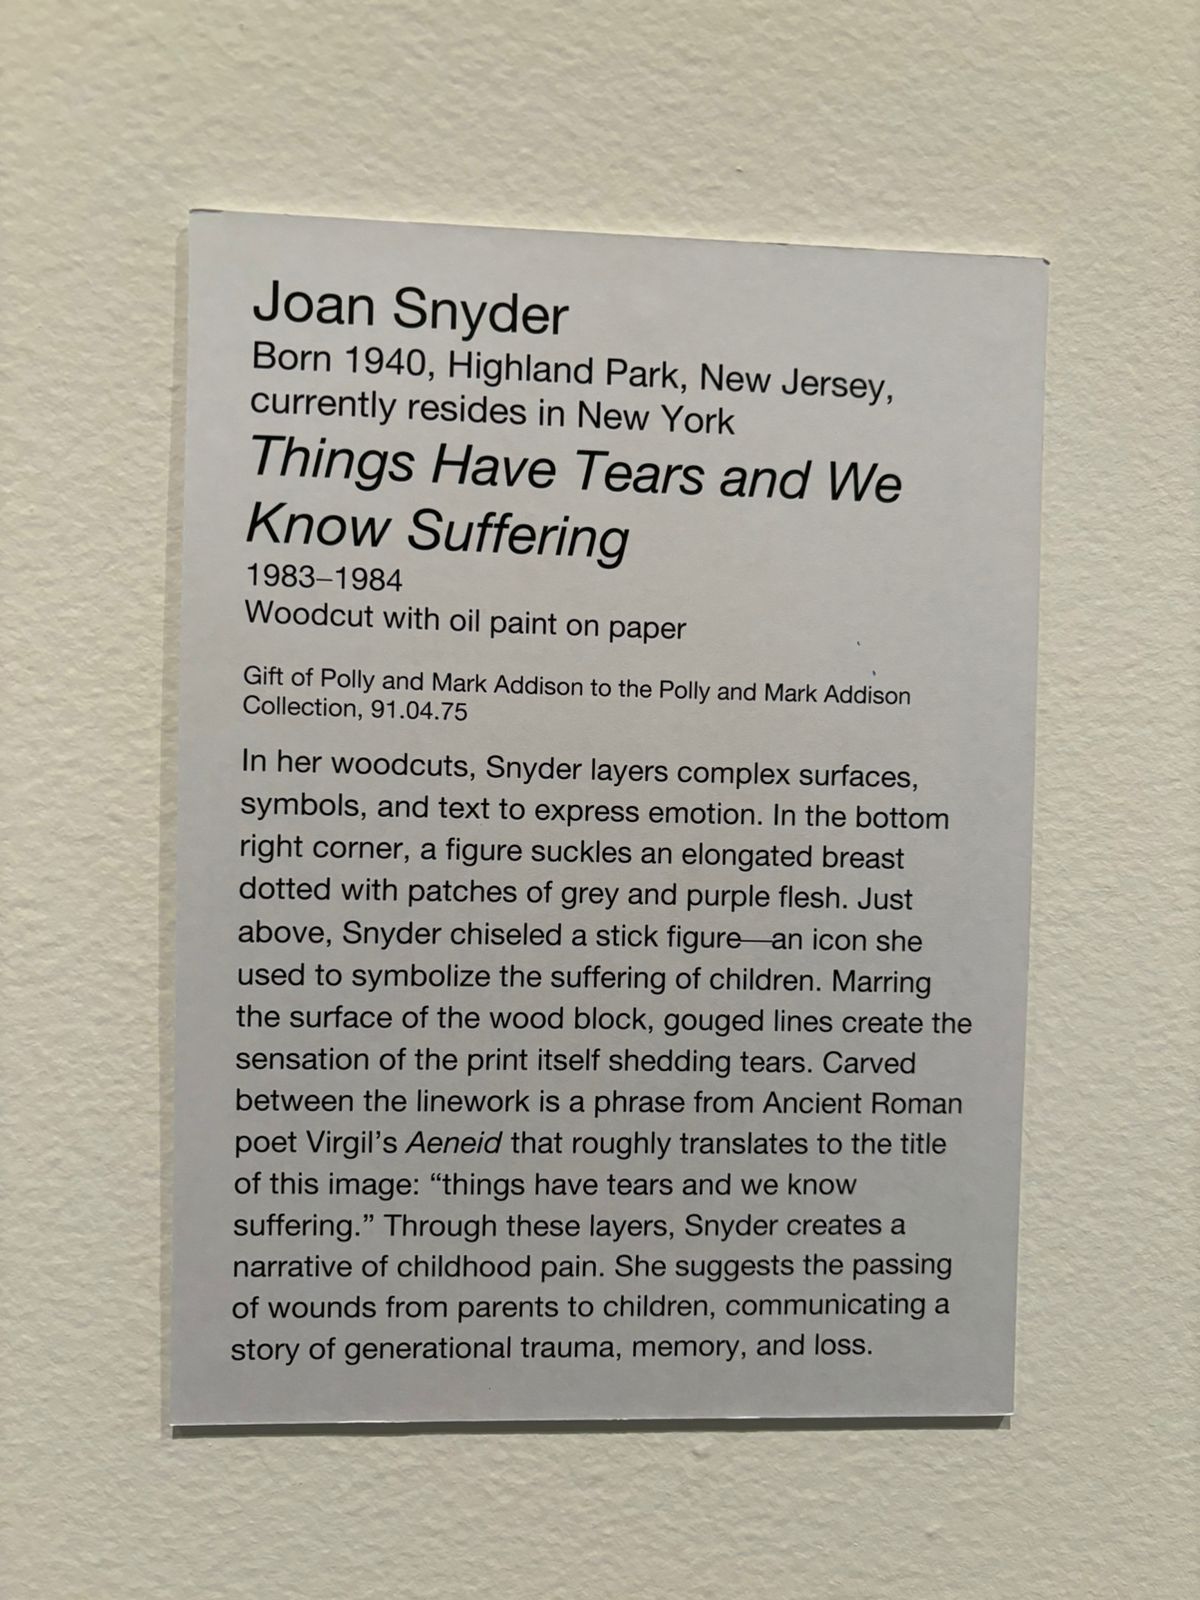 Joan Snyder
Born 1940, Highland Park, New Jersey,
currently resides in New York
Things Have Tears and We
Know Suffering
1983–1984
Woodcut with oil paint on paper
Gift of Polly and Mark Addison to the Polly and Mark Addison
Collection, 91.04.75
In her woodcuts, Snyder layers complex surfaces,
symbols, and text to express emotion. In the bottom
right corner, a figure suckles an elongated breast
dotted with patches of grey and purple flesh. Just
above, Snyder chiseled a stick figure—an icon she
used to symbolize the suffering of children. Marring
the surface of the wood block, gouged lines create the
sensation of the print itself shedding tears. Carved
between the linework is a phrase from Ancient Roman
poet Virgil’s Aeneid that roughly translates to the title
of this image: “things have tears and we know
suffering.” Through these layers, Snyder creates a
narrative of childhood pain. She suggests the passing
of wounds from parents to children, communicating a
story of generational trauma, memory, and loss.